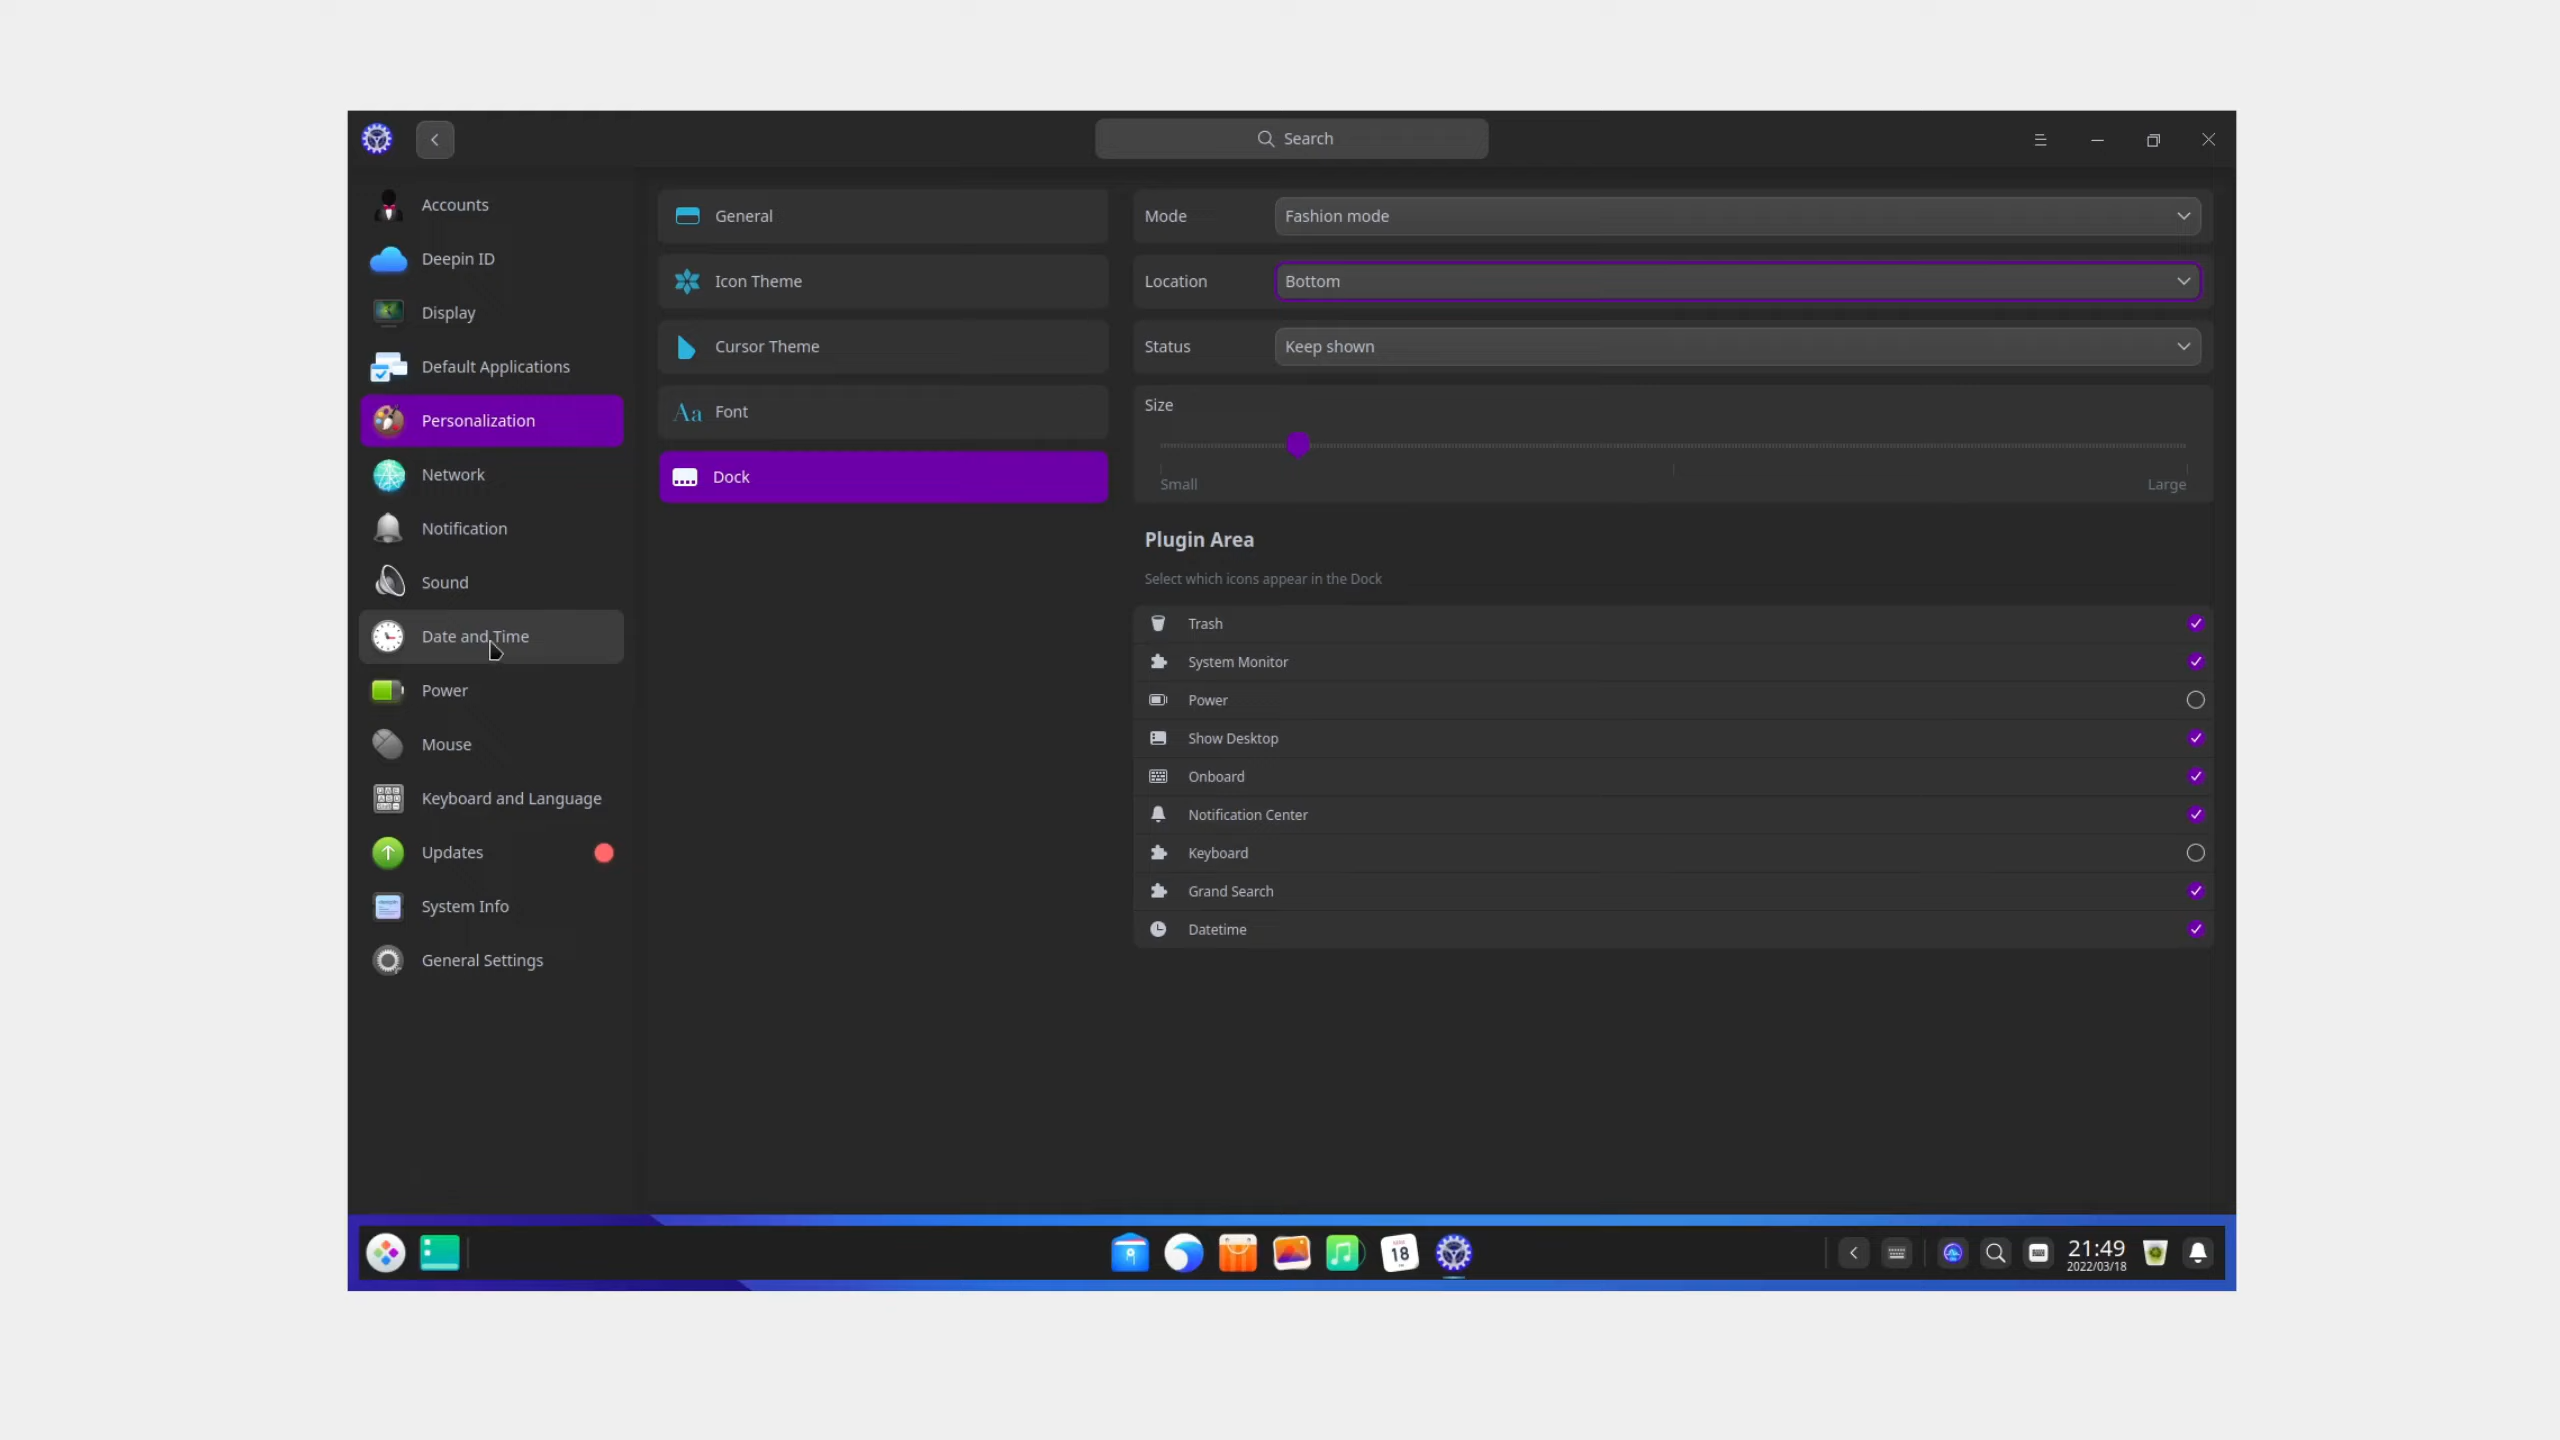 Search
Accounts
Deepin ID
Display
Default Applications
Personalization
Network
Notification
Sound
Date and Time
Power
Mouse
Keyboard and Language
Updates
System Info
General Settings
General
Icon Theme
Cursor Theme
Aa Font
Dock
Mode Fashion mode
Location Bottom
Status Keep shown
Size
Small Large
Plugin Area
Select which icons appear in the Dock
Trash
System Monitor
Power
Show Desktop
Onboard
Notification Center
Keyboard
Grand Search
Datetime
18
21:49
2022/03/18